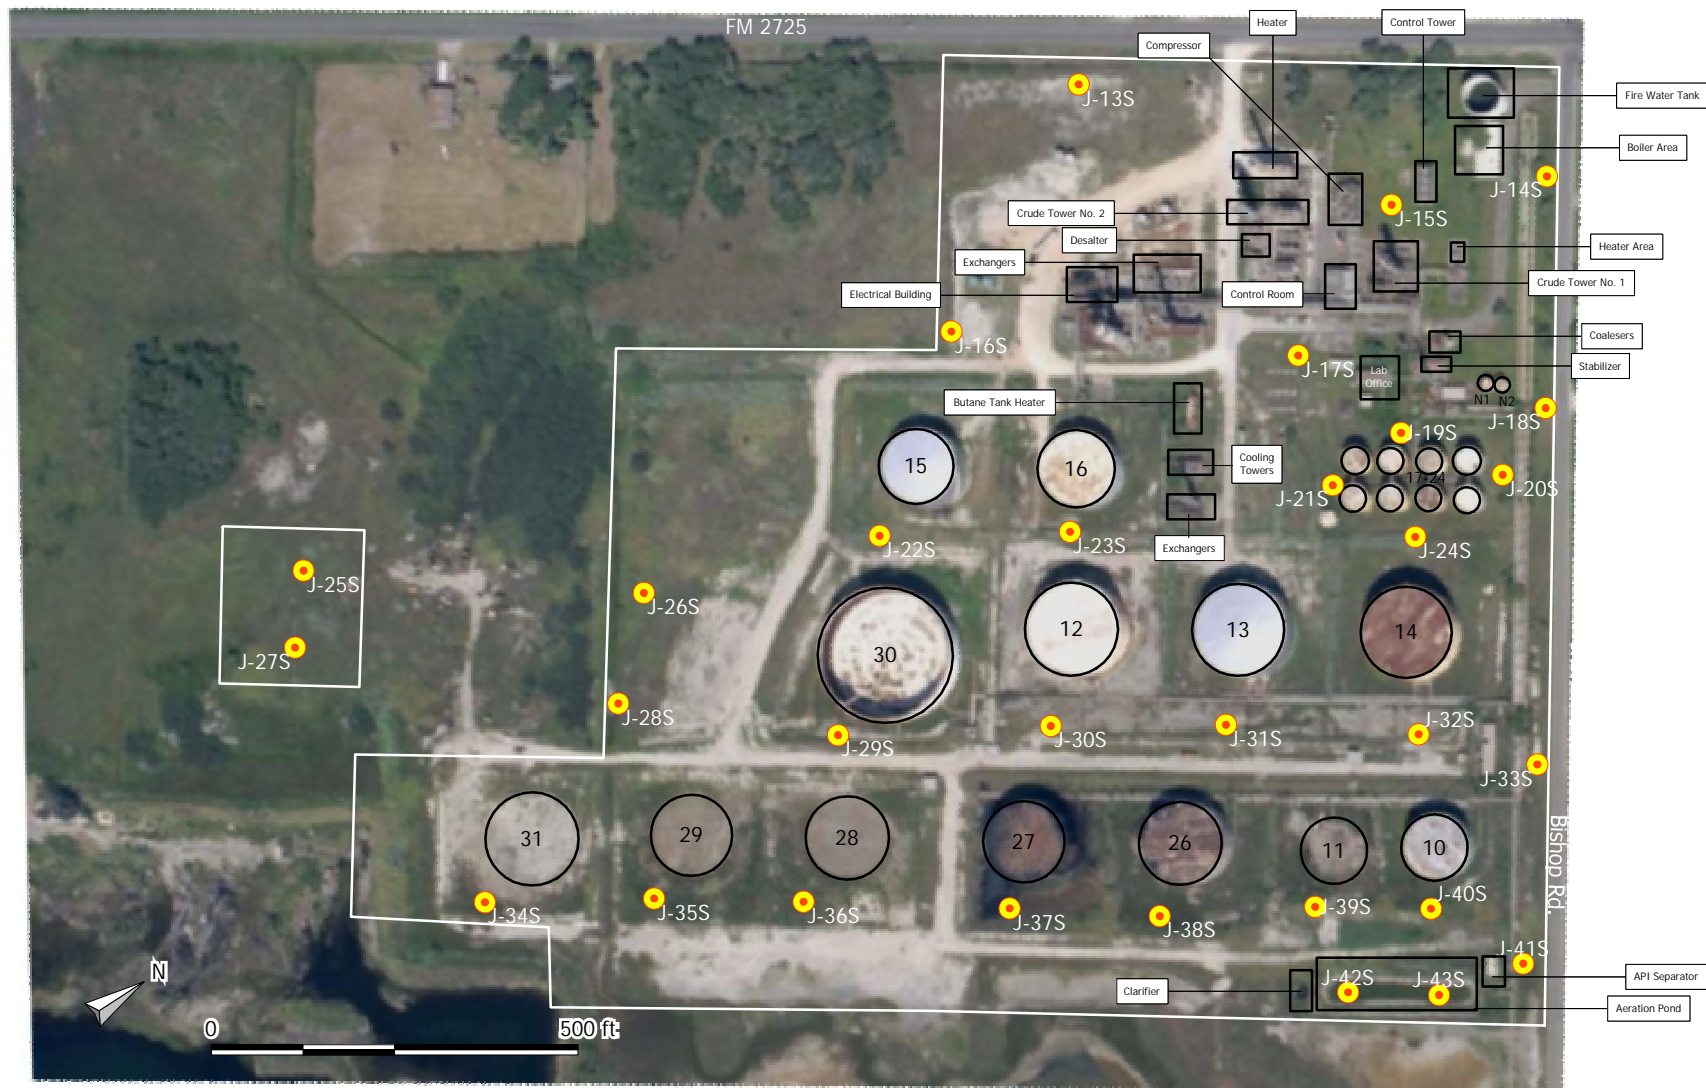 FM 2725
Heater
Control Tower
Compressor
Fire Water Tank
J-13S
Boiler Area
J-14S
Crude Tower No. 2
J-15S
Desalter
Heater Area
Exchangers
Electrical Building
Control Room
Crude Tower No. 1
J-16S
Coalesers
J-17S
Lab
Office
Stabilizer
Butane Tank Heater
N1
N2
J-18S
J-19S
15
16
Cooling
Towers
17-24
J-21S
J-20S
J-22S
J-23S
Exchangers
J-24S
J-25S
J-26S
J-27S
30
12
13
14
J-28S
J-29S
J-30S
J-31S
J-32S
J-33S
31
29
28
27
26
11
10
Bishop Rd.
J-34S
J-35S
J-36S
J-37S
J-38S
J-39S
J-40S
J-41S
N
Clarifier
J-42S
J-43S
API Separator
Aeration Pond
0
500 ft